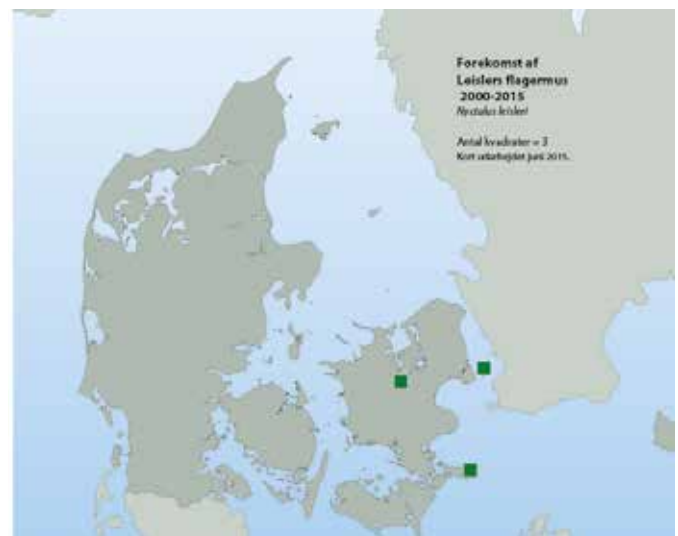 Forekomst af
Leislers flagermus
2000-2015
Nyctalus leisleri
Antal kvadrater = 3
Kort udarbejdet juni 2015.